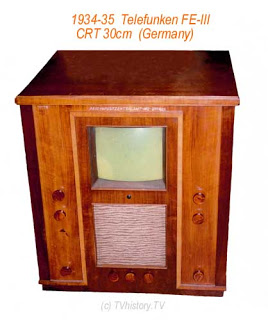 1934-35 Telefunken FE-III
CRT 30cm (Germany)
(c) TVhistory.TV